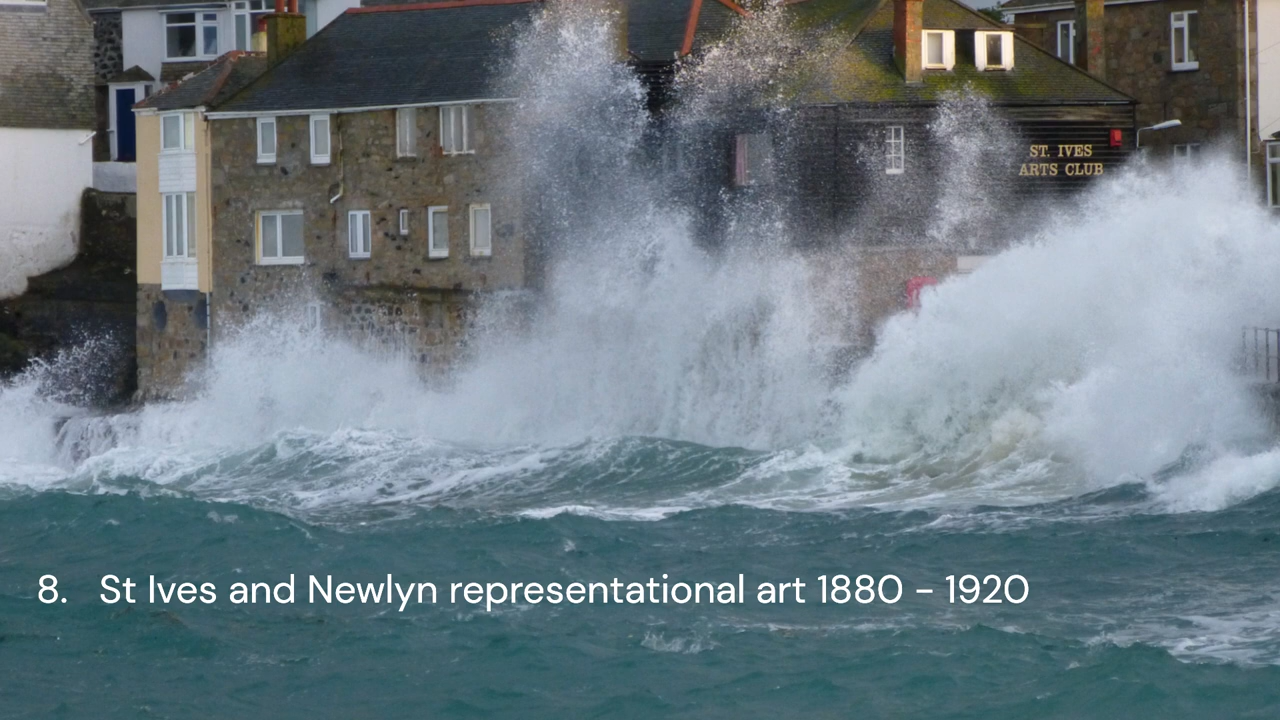 ST. IVES
ARTS CLUB
8. St Ives and Newlyn representational art 1880 – 1920